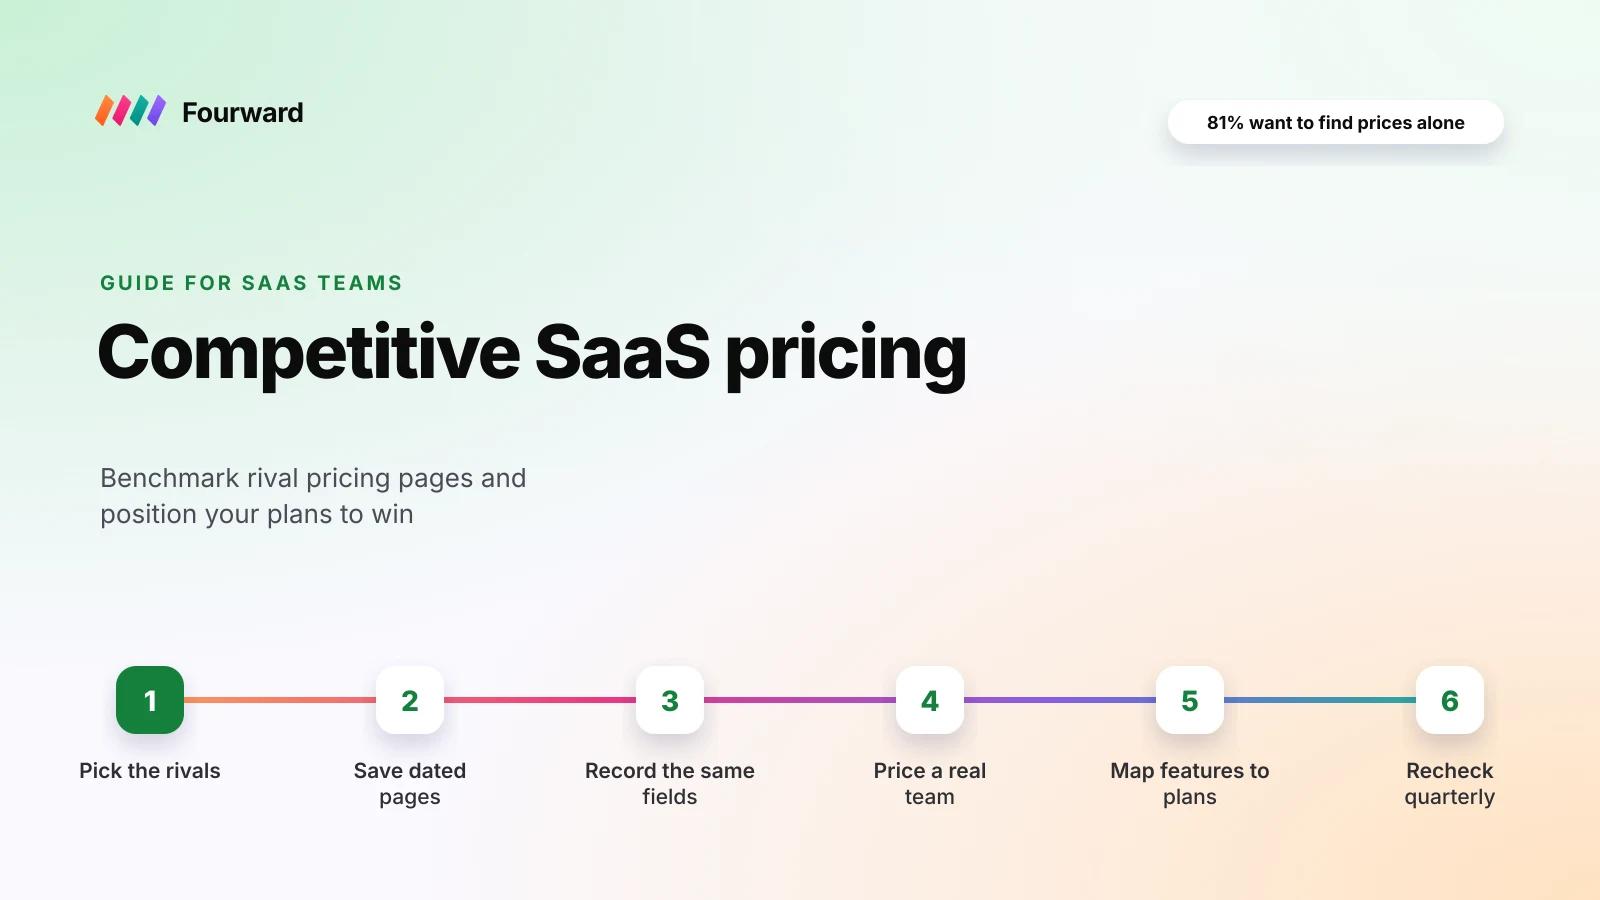 Fourward
81% want to find prices alone
GUIDE FOR SAAS TEAMS
Competitive SaaS pricing
Benchmark rival pricing pages and
position your plans to win
1
2
3
4
5
6
Pick the rivals
Save dated
pages
Record the same
fields
Price a real
team
Map features to
plans
Recheck
quarterly